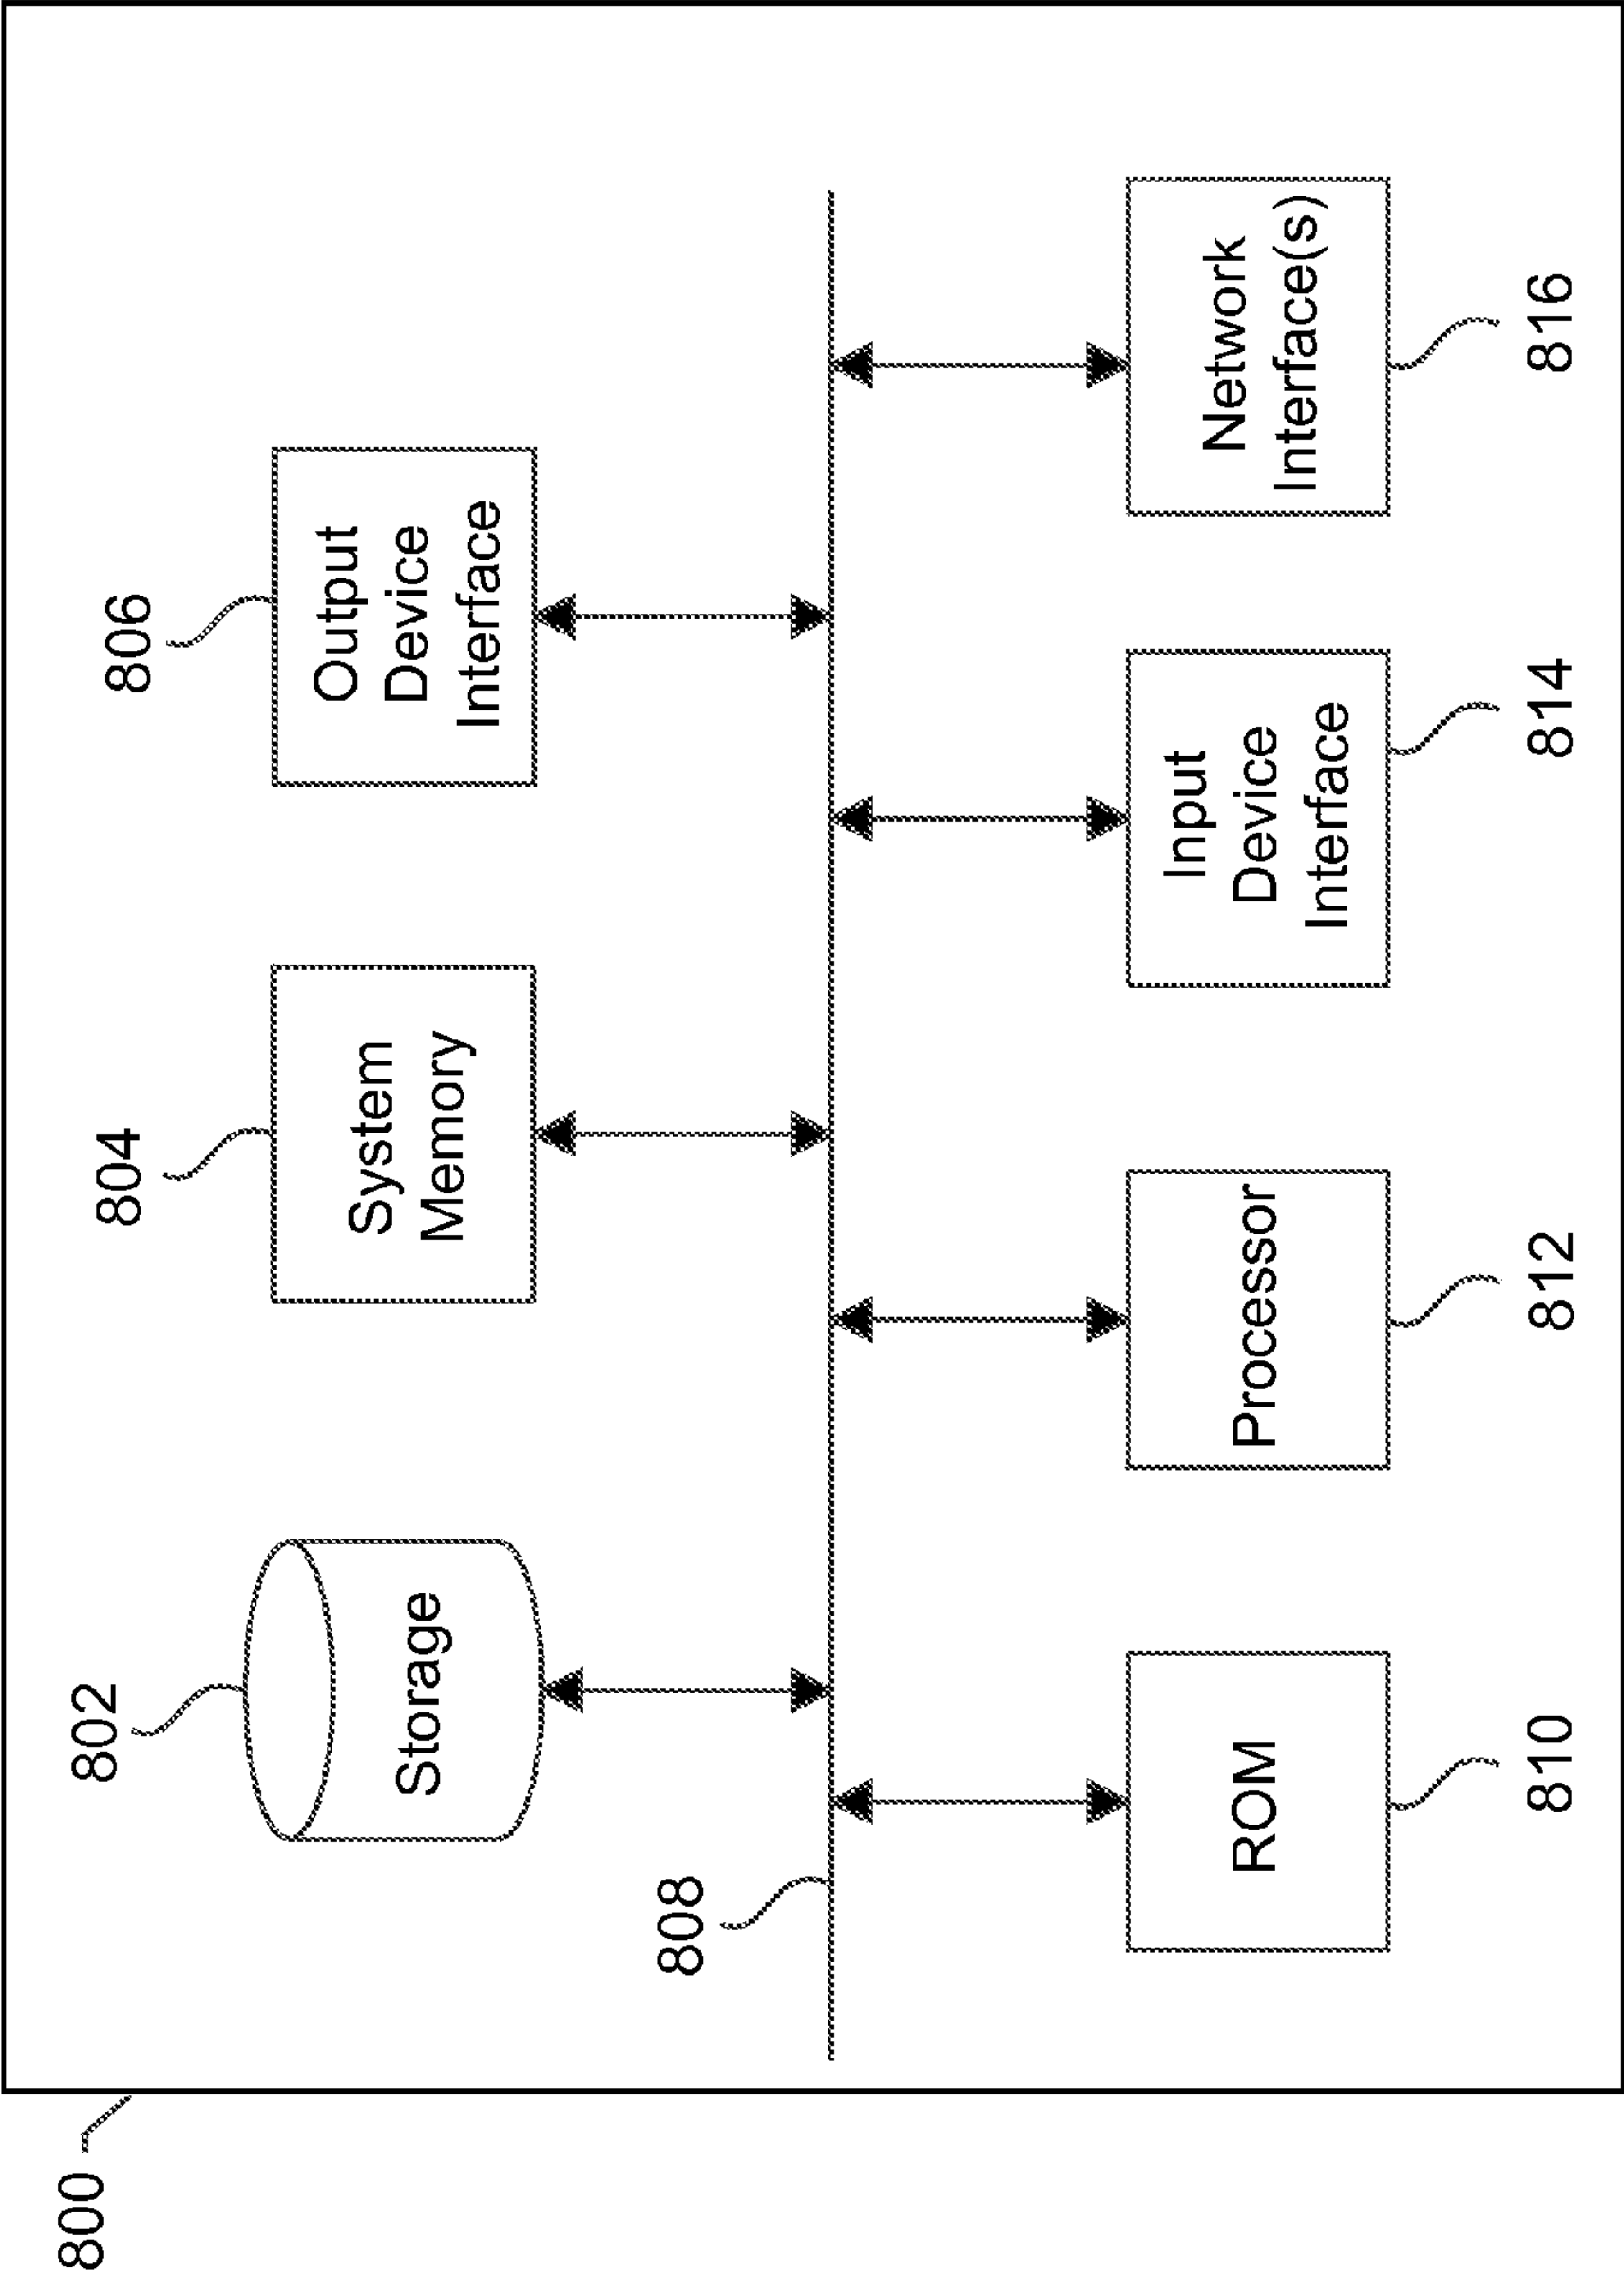 800
802
804
806
Storage
System
Memory
Output
Device
Interface
808
ROM
Processor
Input
Device
Interface
Network
Interface(s)
810
812
814
816